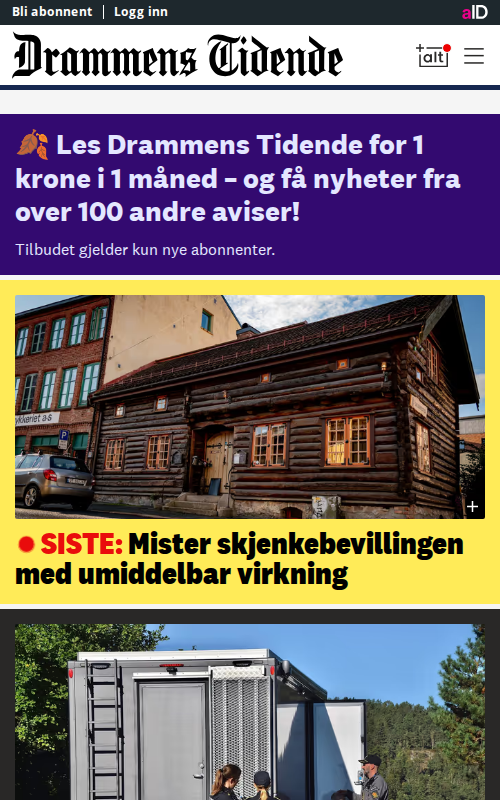 Bli abonnent | Logg inn aID
Drammens Tidende
+alt
Les Drammens Tidende for 1
krone i 1 måned – og få nyheter fra
over 100 andre aviser!
Tilbudet gjelder kun nye abonnenter.
ykkeriet a·s
P
+
SISTE: Mister skjenkebevillingen
med umiddelbar virkning